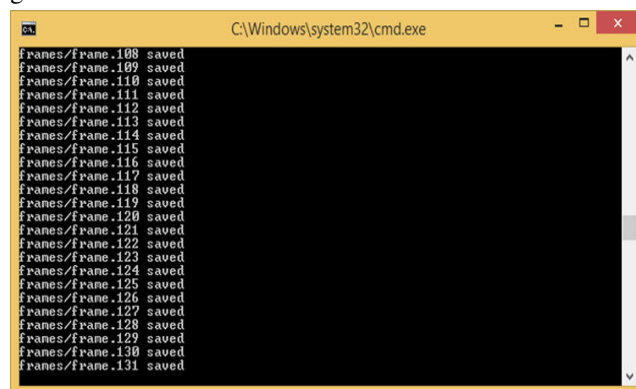 C:\Windows\system32\cmd.exe
frames/frame.108 saved
frames/frame.109 saved
frames/frame.110 saved
frames/frame.111 saved
frames/frame.112 saved
frames/frame.113 saved
frames/frame.114 saved
frames/frame.115 saved
frames/frame.116 saved
frames/frame.117 saved
frames/frame.118 saved
frames/frame.119 saved
frames/frame.120 saved
frames/frame.121 saved
frames/frame.122 saved
frames/frame.123 saved
frames/frame.124 saved
frames/frame.125 saved
frames/frame.126 saved
frames/frame.127 saved
frames/frame.128 saved
frames/frame.129 saved
frames/frame.130 saved
frames/frame.131 saved